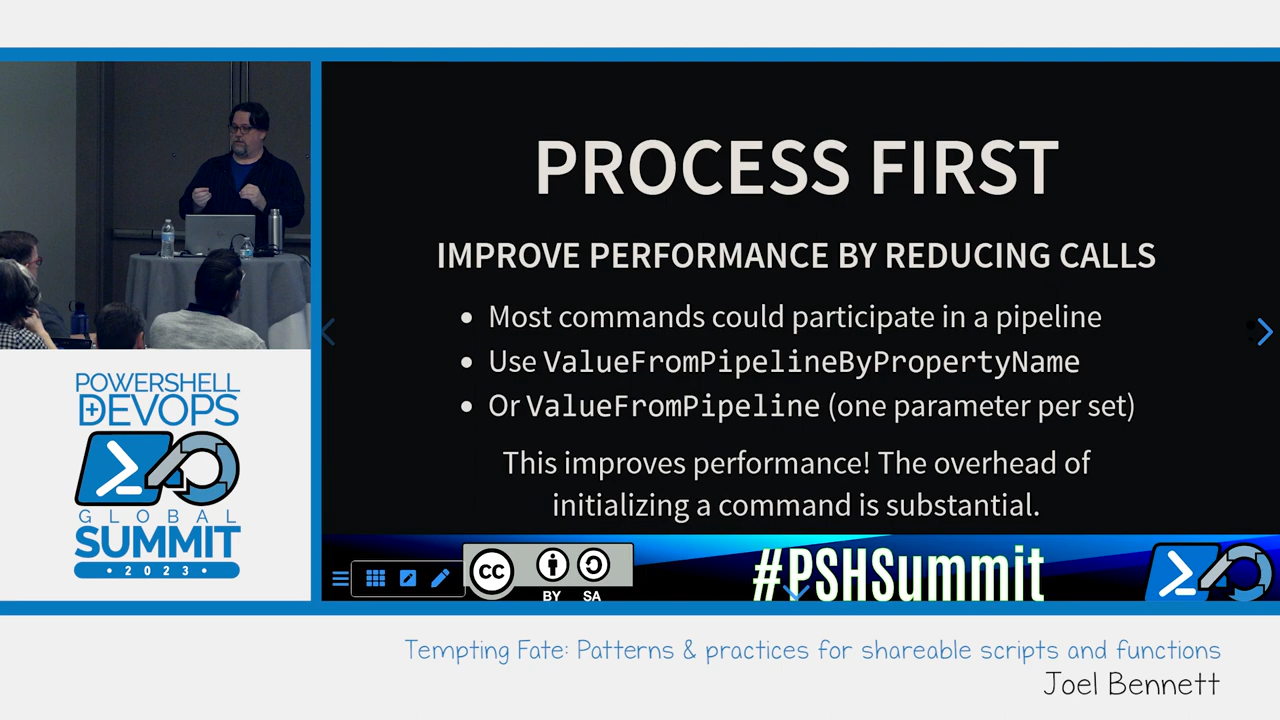 PROCESS FIRST
IMPROVE PERFORMANCE BY REDUCING CALLS
• Most commands could participate in a pipeline
• Use ValueFromPipelineByPropertyName
• Or ValueFromPipeline (one parameter per set)
This improves performance! The overhead of
initializing a command is substantial.
CC BY SA
#PSHSummit
POWERSHELL
DEVOPS
GLOBAL
SUMMIT
• 2023 •
Tempting Fate: Patterns & practices for shareable scripts and functions
Joel Bennett